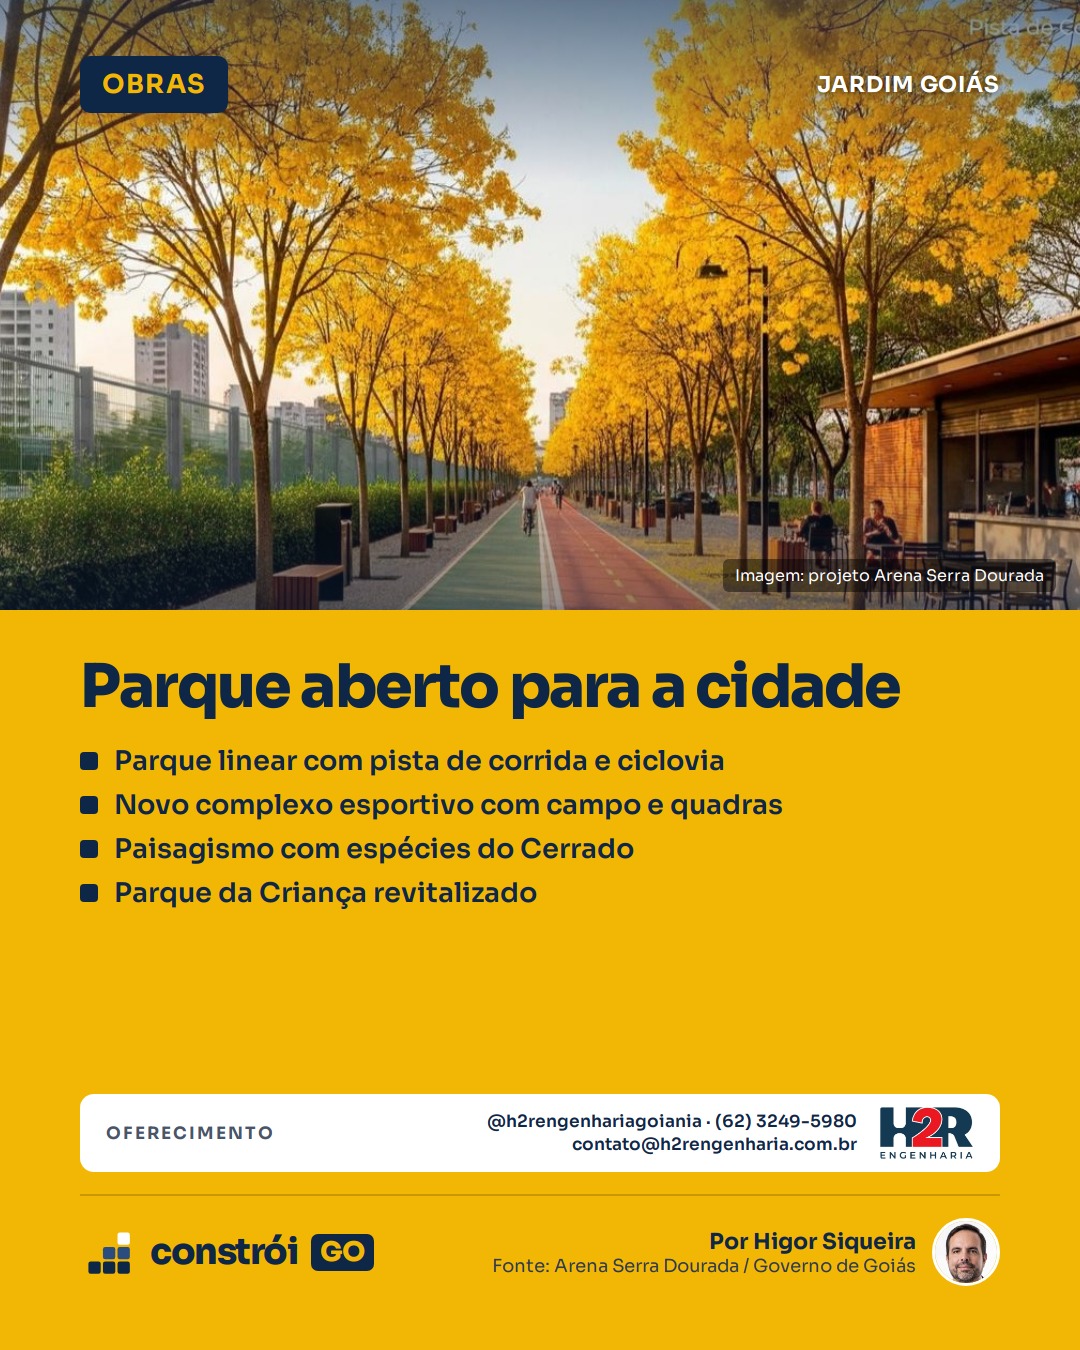 Pista de
OBRAS
JARDIM GOIÁS
Imagem: projeto Arena Serra Dourada
Parque aberto para a cidade
Parque linear com pista de corrida e ciclovia
Novo complexo esportivo com campo e quadras
Paisagismo com espécies do Cerrado
Parque da Criança revitalizado
OFERECIMENTO
@h2rengenhariagoiania · (62) 3249-5980
contato@h2rengenharia.com.br
H2R
ENGENHARIA
constrói GO
Por Higor Siqueira
Fonte: Arena Serra Dourada / Governo de Goiás